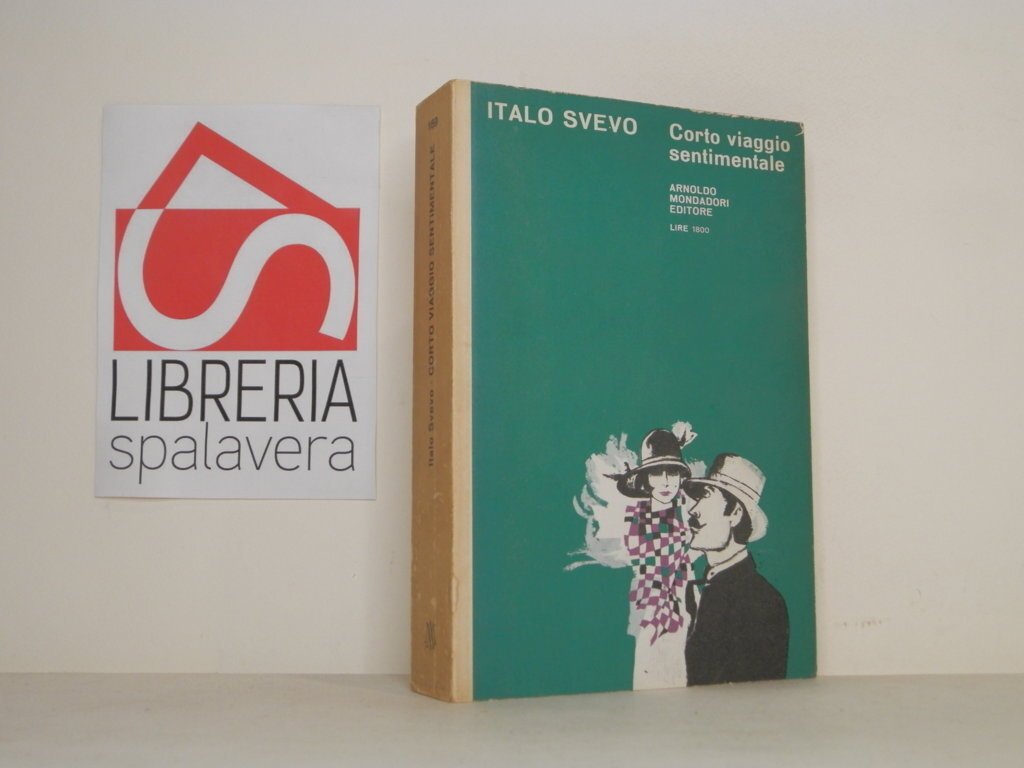 LIBRERIA
spalavera
Italo Svevo - CORTO VIAGGIO SENTIMENTALE
ITALO SVEVO
Corto viaggio
sentimentale
ARNOLDO
MONDADORI
EDITORE
LIRE 1800